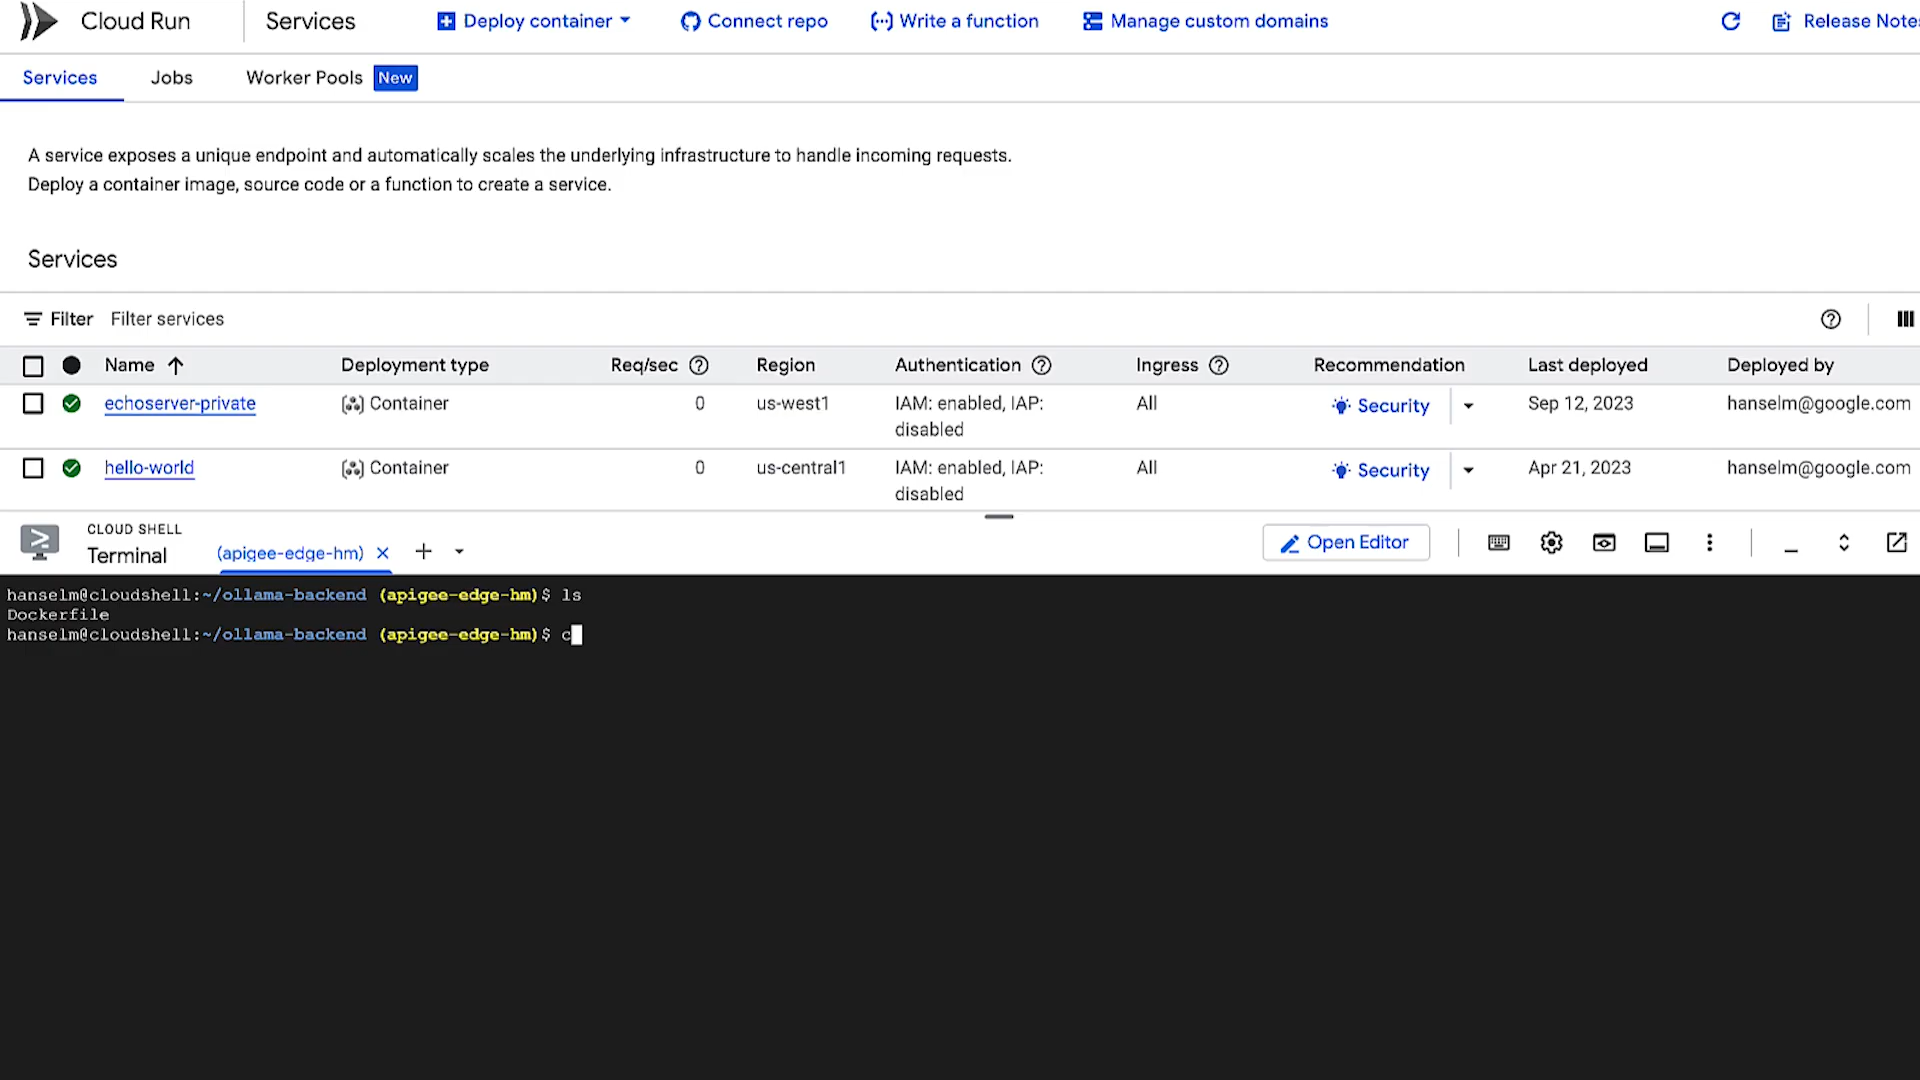 Cloud Run Services Deploy container Connect repo Write a function Manage custom domains Release Notes
Services Jobs Worker Pools New
A service exposes a unique endpoint and automatically scales the underlying infrastructure to handle incoming requests.
Deploy a container image, source code or a function to create a service.
Services
Filter Filter services
Name Deployment type Req/sec Region Authentication Ingress Recommendation Last deployed Deployed by
echoserver-private Container 0 us-west1 IAM: enabled, IAP: All Security Sep 12, 2023 hanselm@google.com
disabled
hello-world Container 0 us-central1 IAM: enabled, IAP: All Security Apr 21, 2023 hanselm@google.com
disabled
CLOUD SHELL
Terminal (apigee-edge-hm) Open Editor
hanselm@cloudshell:~/ollama-backend (apigee-edge-hm)$ ls
Dockerfile
hanselm@cloudshell:~/ollama-backend (apigee-edge-hm)$ c